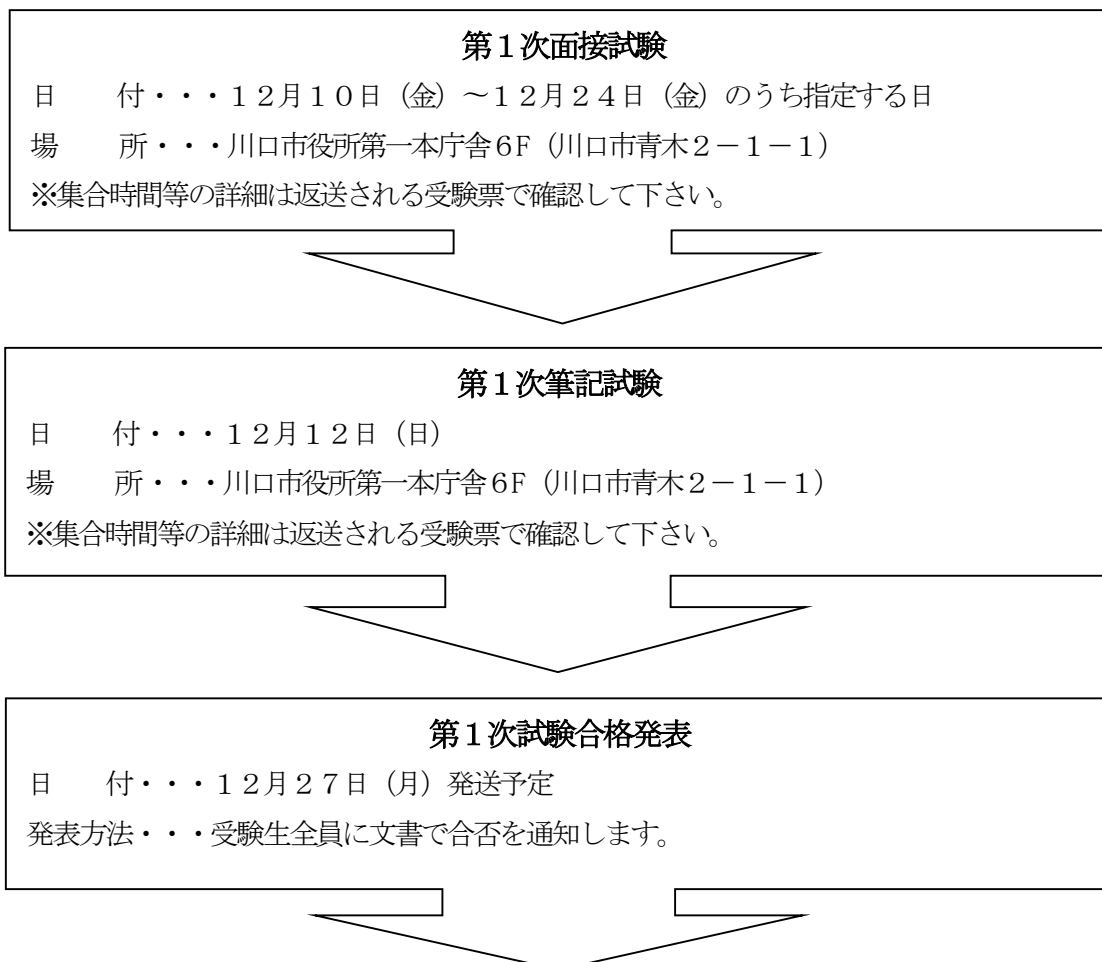 第１次面接試験
日　　付・・・１２月１０日（金）～１２月２４日（金）のうち指定する日
場　　所・・・川口市役所第一本庁舎６F（川口市青木２－１－１）
※集合時間等の詳細は返送される受験票で確認して下さい。
第１次筆記試験
日　　付・・・１２月１２日（日）
場　　所・・・川口市役所第一本庁舎６F（川口市青木２－１－１）
※集合時間等の詳細は返送される受験票で確認して下さい。
第１次試験合格発表
日　　付・・・１２月２７日（月）発送予定
発表方法・・・受験生全員に文書で合否を通知します。